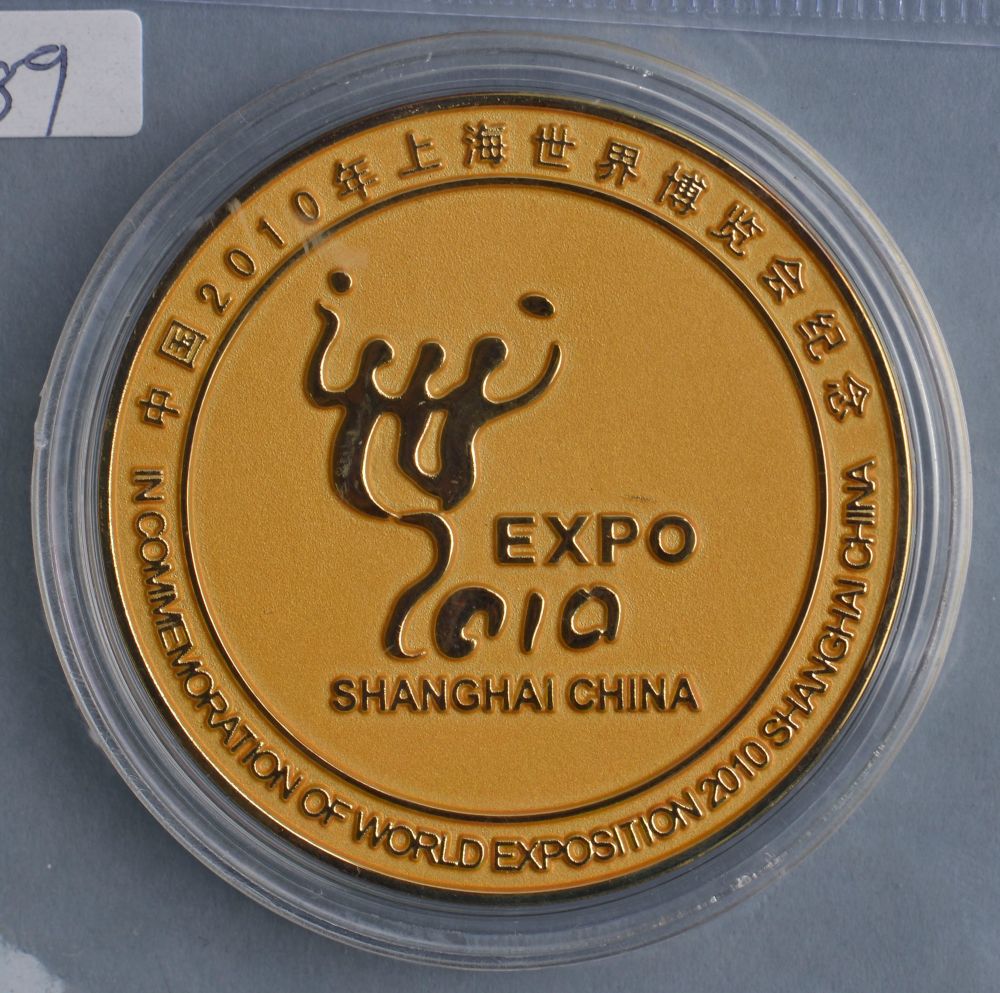 中国2010年上海世界博览会纪念
EXPO
2010
SHANGHAI CHINA
IN COMMEMORATION OF WORLD EXPOSITION 2010 SHANGHAI CHINA